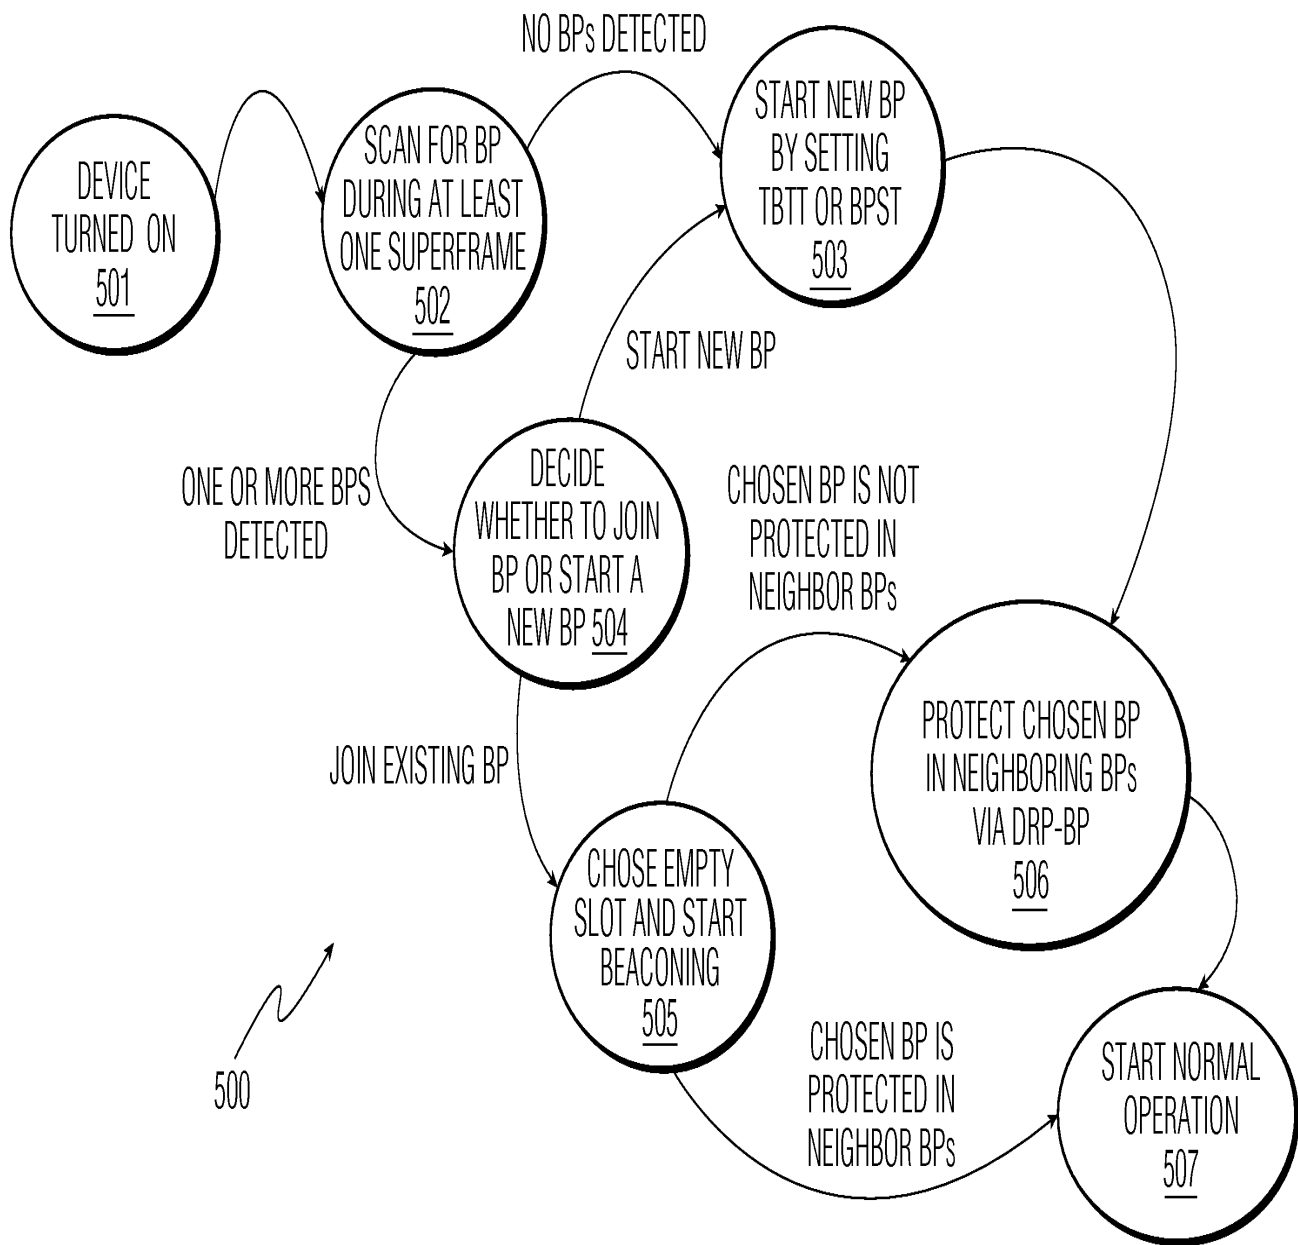 NO BPs DETECTED
DEVICE
TURNED ON
501
SCAN FOR BP
DURING AT LEAST
ONE SUPERFRAME
502
START NEW BP
BY SETTING
TBTT OR BPST
503
START NEW BP
ONE OR MORE BPS
DETECTED
DECIDE
WHETHER TO JOIN
BP OR START A
NEW BP 504
CHOSEN BP IS NOT
PROTECTED IN
NEIGHBOR BPs
JOIN EXISTING BP
PROTECT CHOSEN BP
IN NEIGHBORING BPs
VIA DRP-BP
506
CHOSE EMPTY
SLOT AND START
BEACONING
505
CHOSEN BP IS
PROTECTED IN
NEIGHBOR BPs
START NORMAL
OPERATION
507
500